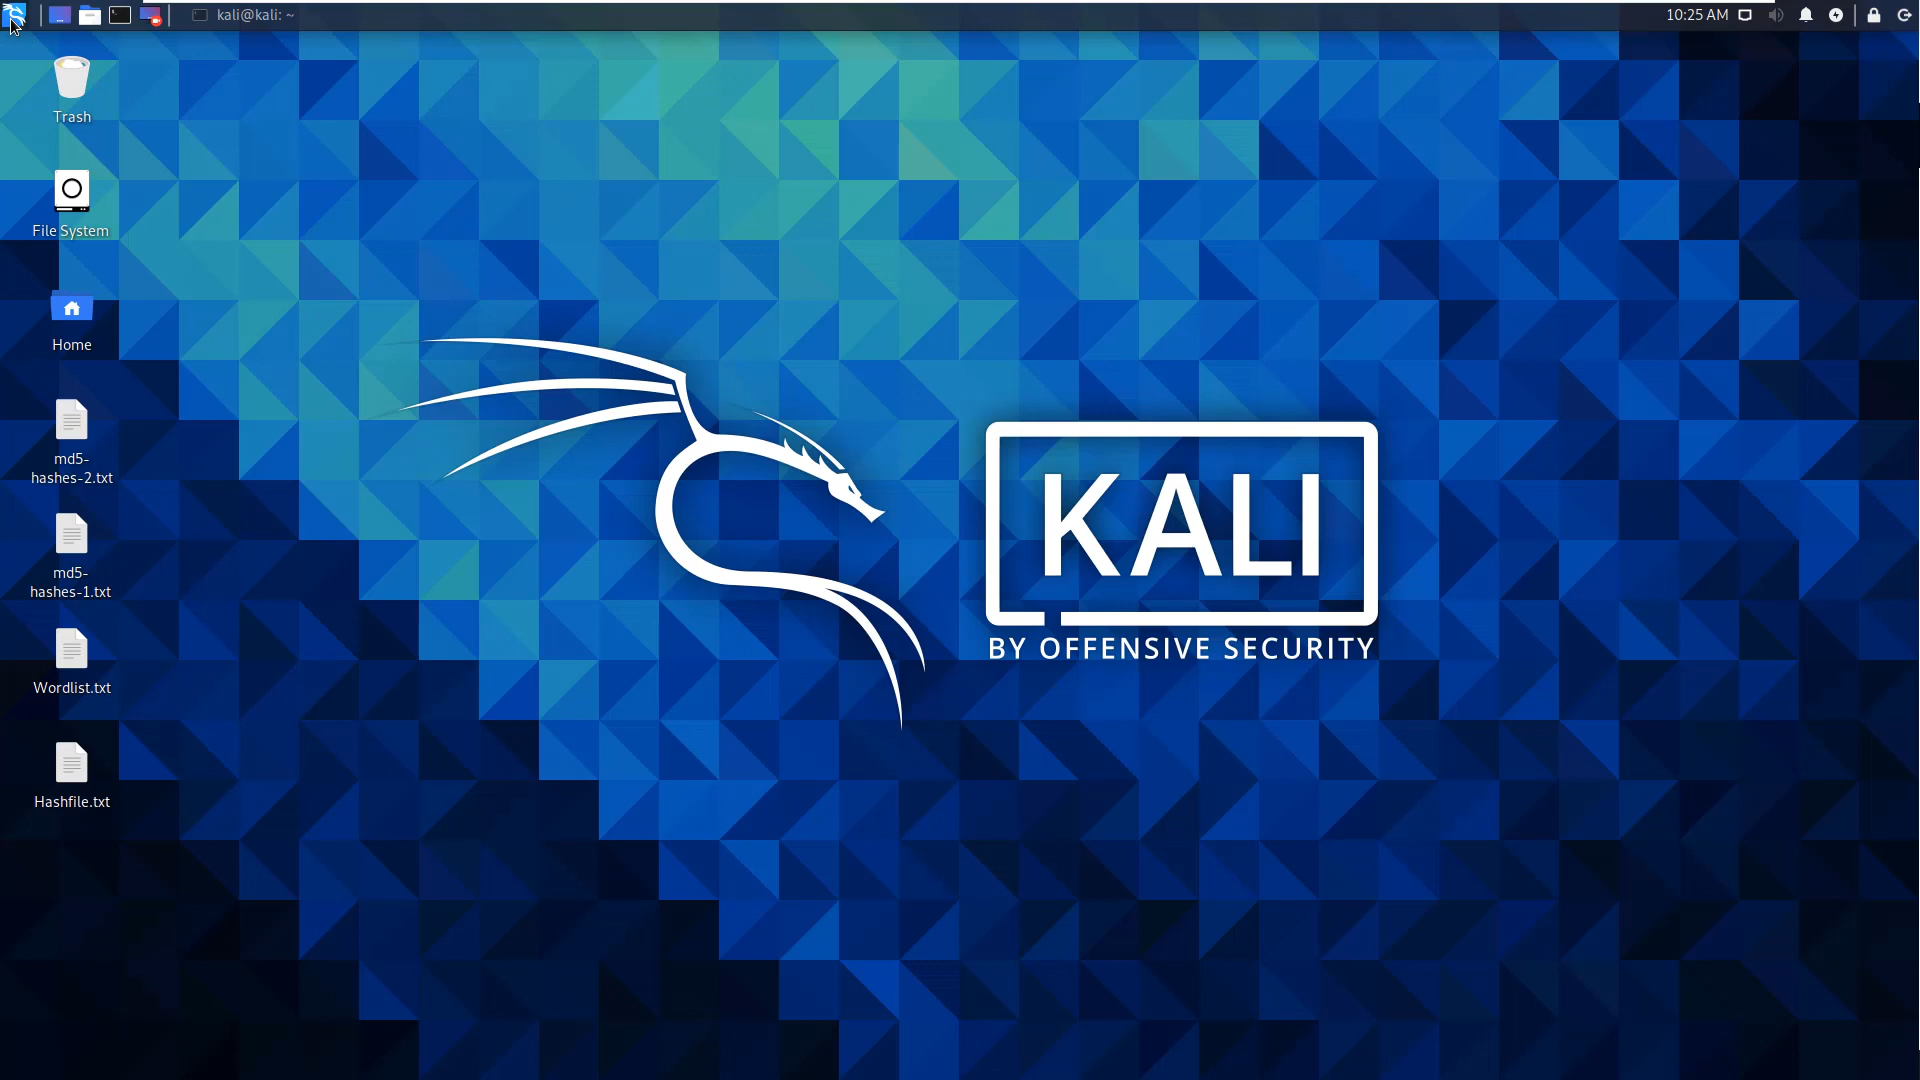 kali@kali: ~
10:25 AM
Trash
File System
Home
md5-
hashes-2.txt
md5-
hashes-1.txt
Wordlist.txt
Hashfile.txt
KALI
BY OFFENSIVE SECURITY